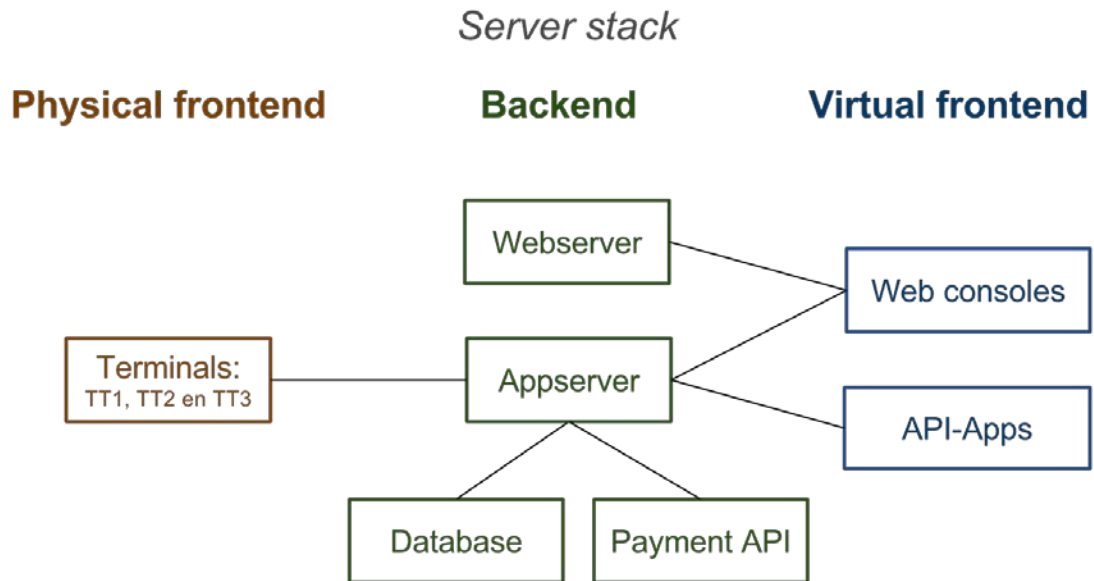 Server stack
Physical frontend
Backend
Virtual frontend
Webserver
Web consoles
Terminals:
TT1, TT2 en TT3
Appserver
API-Apps
Database
Payment API